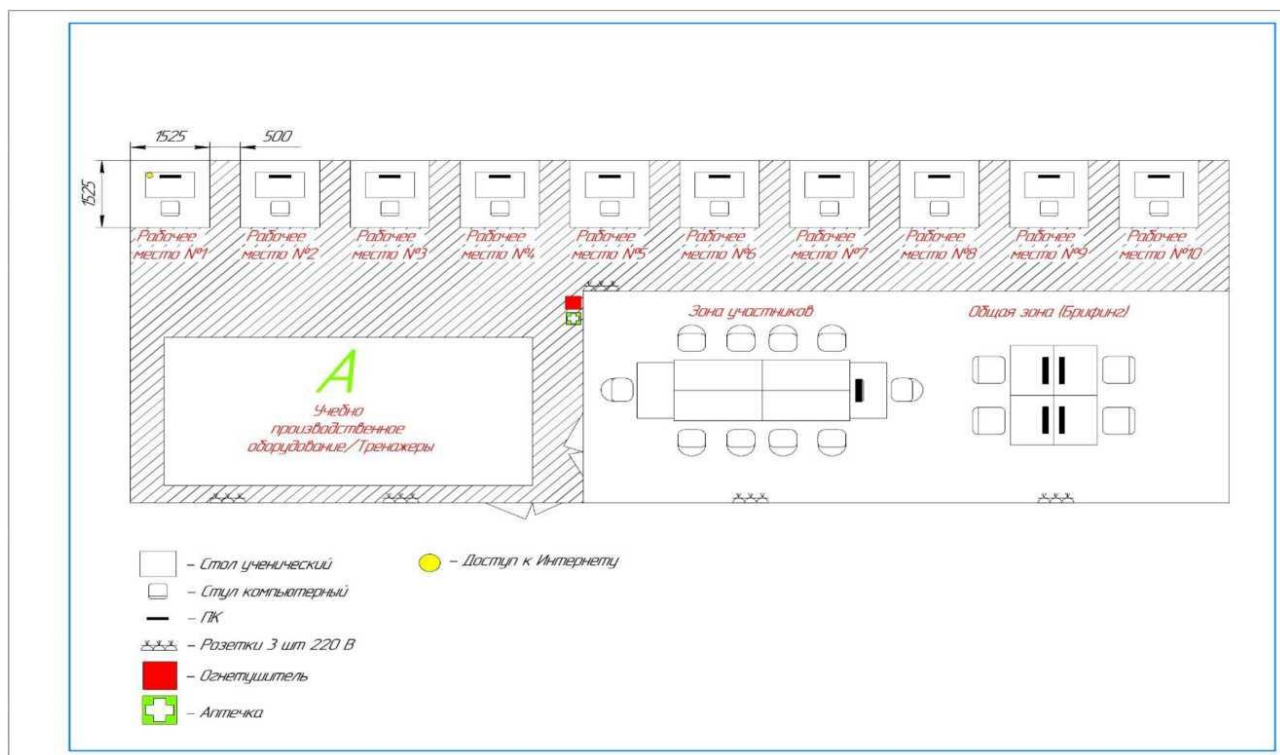 1525
500
1525
Рабочее
место №1
Рабочее
место №2
Рабочее
место №3
Рабочее
место №4
Рабочее
место №5
Рабочее
место №6
Рабочее
место №7
Рабочее
место №8
Рабочее
место №9
Рабочее
место №10
Зона участников
Общая зона (Брифинг)
А
Учебно
производственное
оборудование/Тренажеры
– Стол ученический
– Доступ к Интернету
– Стул компьютерный
– ПК
– Розетки 3 шт 220 В
– Огнетушитель
– Аптечка